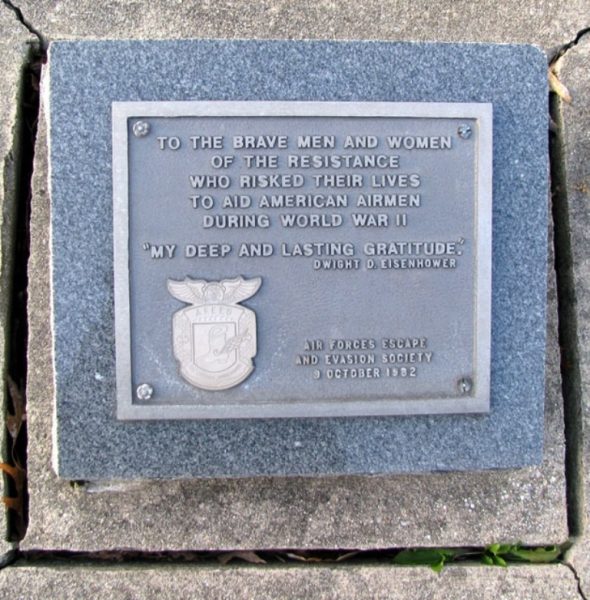 TO THE BRAVE MEN AND WOMEN
OF THE RESISTANCE
WHO RISKED THEIR LIVES
TO AID AMERICAN AIRMEN
DURING WORLD WAR II
"MY DEEP AND LASTING GRATITUDE."
DWIGHT D. EISENHOWER
AIR FORCES ESCAPE
AND EVASION SOCIETY
9 OCTOBER 1982